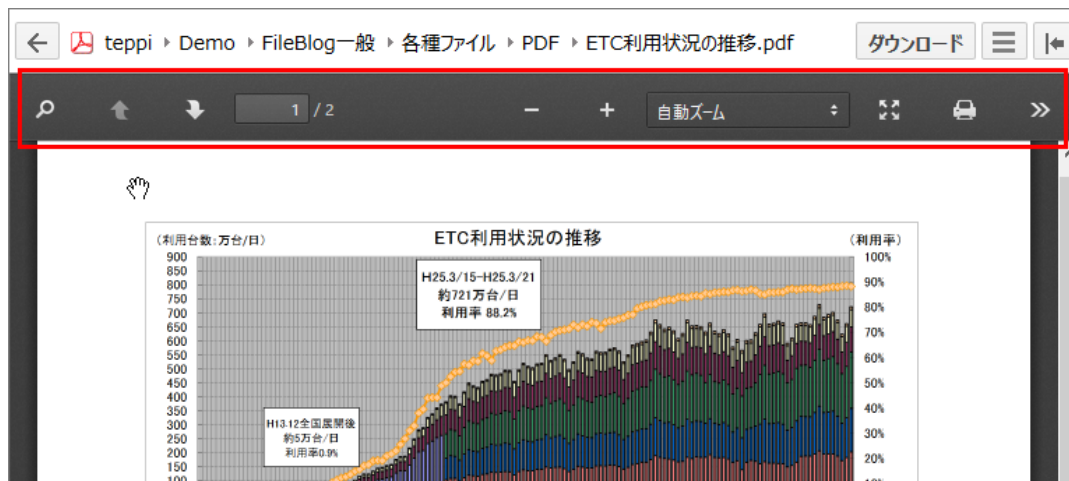 teppi ▸ Demo ▸ FileBlog一般 ▸ 各種ファイル ▸ PDF ▸ ETC利用状況の推移.pdf ダウンロード
1 / 2 自動ズーム
(利用台数:万台/日) ETC利用状況の推移 (利用率)
900 100%
850
800 90%
750
700 80%
650
600 70%
550
500 60%
450 50%
400
350 40%
300
250 30%
200
150 20%
100 10%
H25.3/15-H25.3/21
約721万台/日
利用率 88.2%
H13.12全国展開後
約5万台/日
利用率0.9%